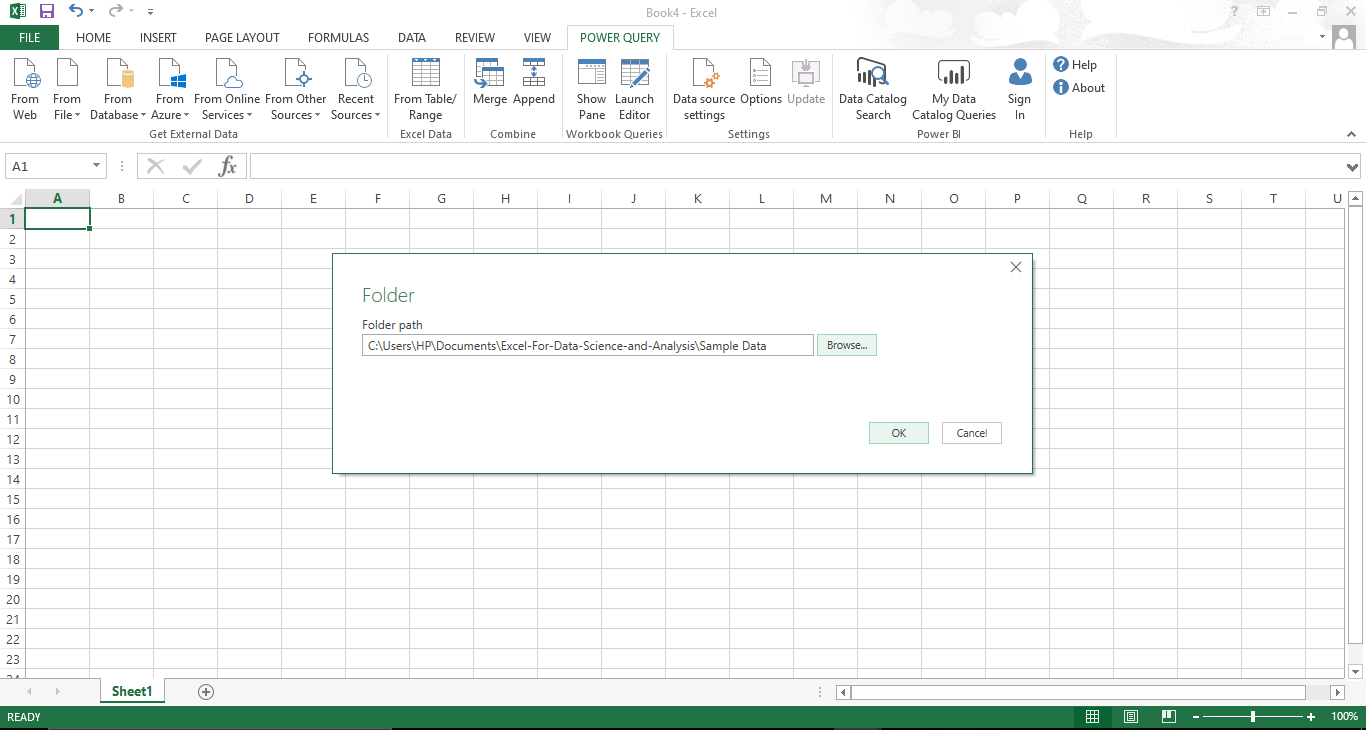 Book4 - Excel
?
FILE HOME INSERT PAGE LAYOUT FORMULAS DATA REVIEW VIEW POWER QUERY
From Web
From File
From Database
From Azure
From Online Services
From Other Sources
Recent Sources
Get External Data
From Table/ Range
Excel Data
Merge
Append
Combine
Show Pane
Launch Editor
Workbook Queries
Data source settings
Options
Update
Settings
Data Catalog Search
My Data Catalog Queries
Sign In
Power BI
Help
About
Help
A1
fx
A B C D E F G H I J K L M N O P Q R S T U
1
2
3
4
5
6
7
8
9
10
11
12
13
14
15
16
17
18
19
20
21
22
23
24
Folder
Folder path
C:\Users\HP\Documents\Excel-For-Data-Science-and-Analysis\Sample Data
Browse...
OK
Cancel
Sheet1
READY
100%